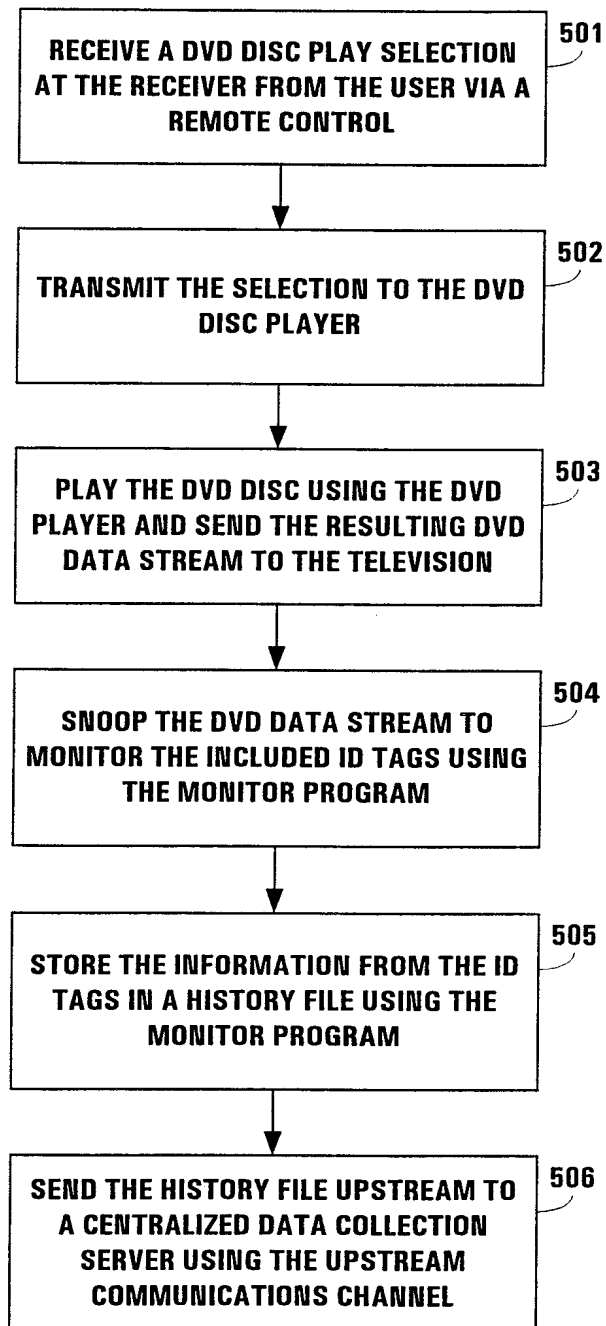 RECEIVE A DVD DISC PLAY SELECTION
AT THE RECEIVER FROM THE USER VIA A
REMOTE CONTROL
501
TRANSMIT THE SELECTION TO THE DVD
DISC PLAYER
502
PLAY THE DVD DISC USING THE DVD
PLAYER AND SEND THE RESULTING DVD
DATA STREAM TO THE TELEVISION
503
SNOOP THE DVD DATA STREAM TO
MONITOR THE INCLUDED ID TAGS USING
THE MONITOR PROGRAM
504
STORE THE INFORMATION FROM THE ID
TAGS IN A HISTORY FILE USING THE
MONITOR PROGRAM
505
SEND THE HISTORY FILE UPSTREAM TO
A CENTRALIZED DATA COLLECTION
SERVER USING THE UPSTREAM
COMMUNICATIONS CHANNEL
506